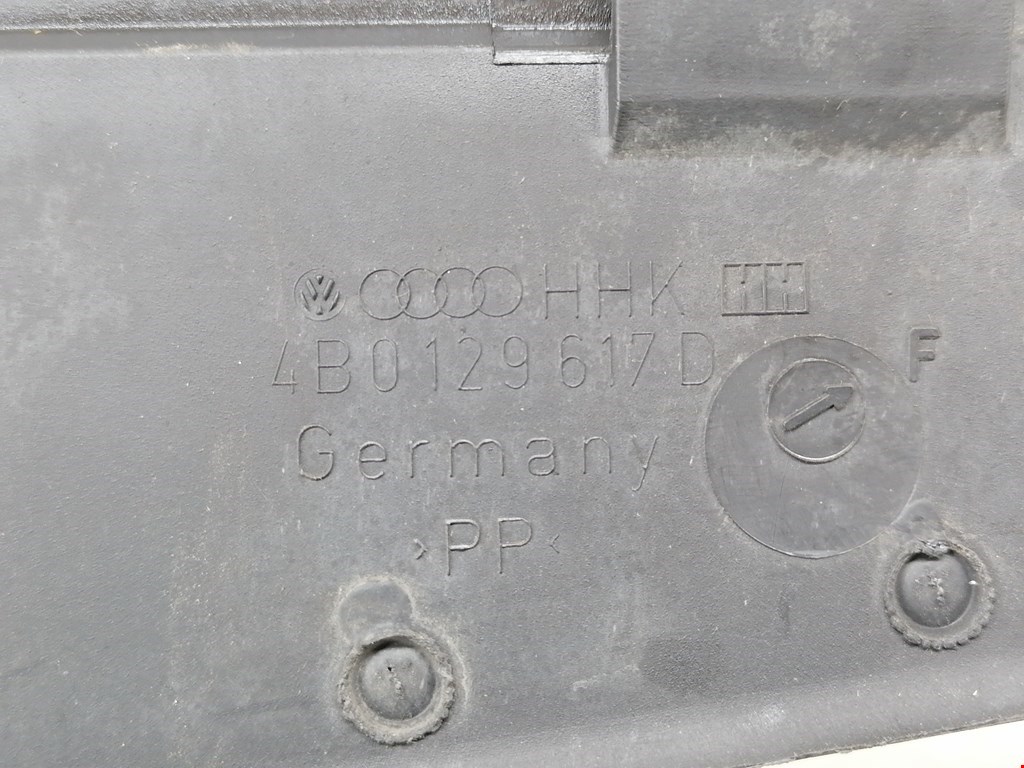 HHK
4B0 129 617 D
F
Germany
>PP<